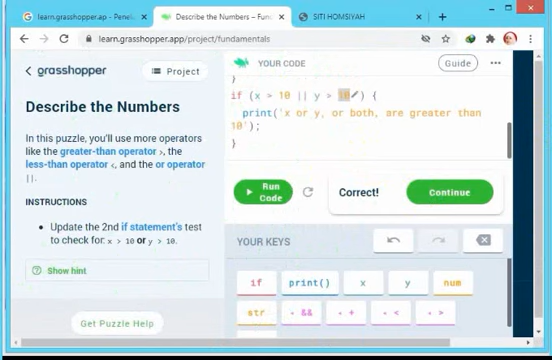 learn.grasshopper.ap - Penel
Describe the Numbers – Fun
SITI HOMSIYAH
learn.grasshopper.app/project/fundamentals
grasshopper
Project
Describe the Numbers
In this puzzle, you'll use more operators
like the greater-than operator >, the
less-than operator <, and the or operator
||.
INSTRUCTIONS
• Update the 2nd if statement's test
to check for: x > 10 or y > 10.
Show hint
Get Puzzle Help
YOUR CODE
Guide
}
if (x > 10 || y > 10) {
print('x or y, or both, are greater than
10');
}
Run
Code
Correct!
Continue
YOUR KEYS
if
print()
x
y
num
str
- &&
- +
- <
- >